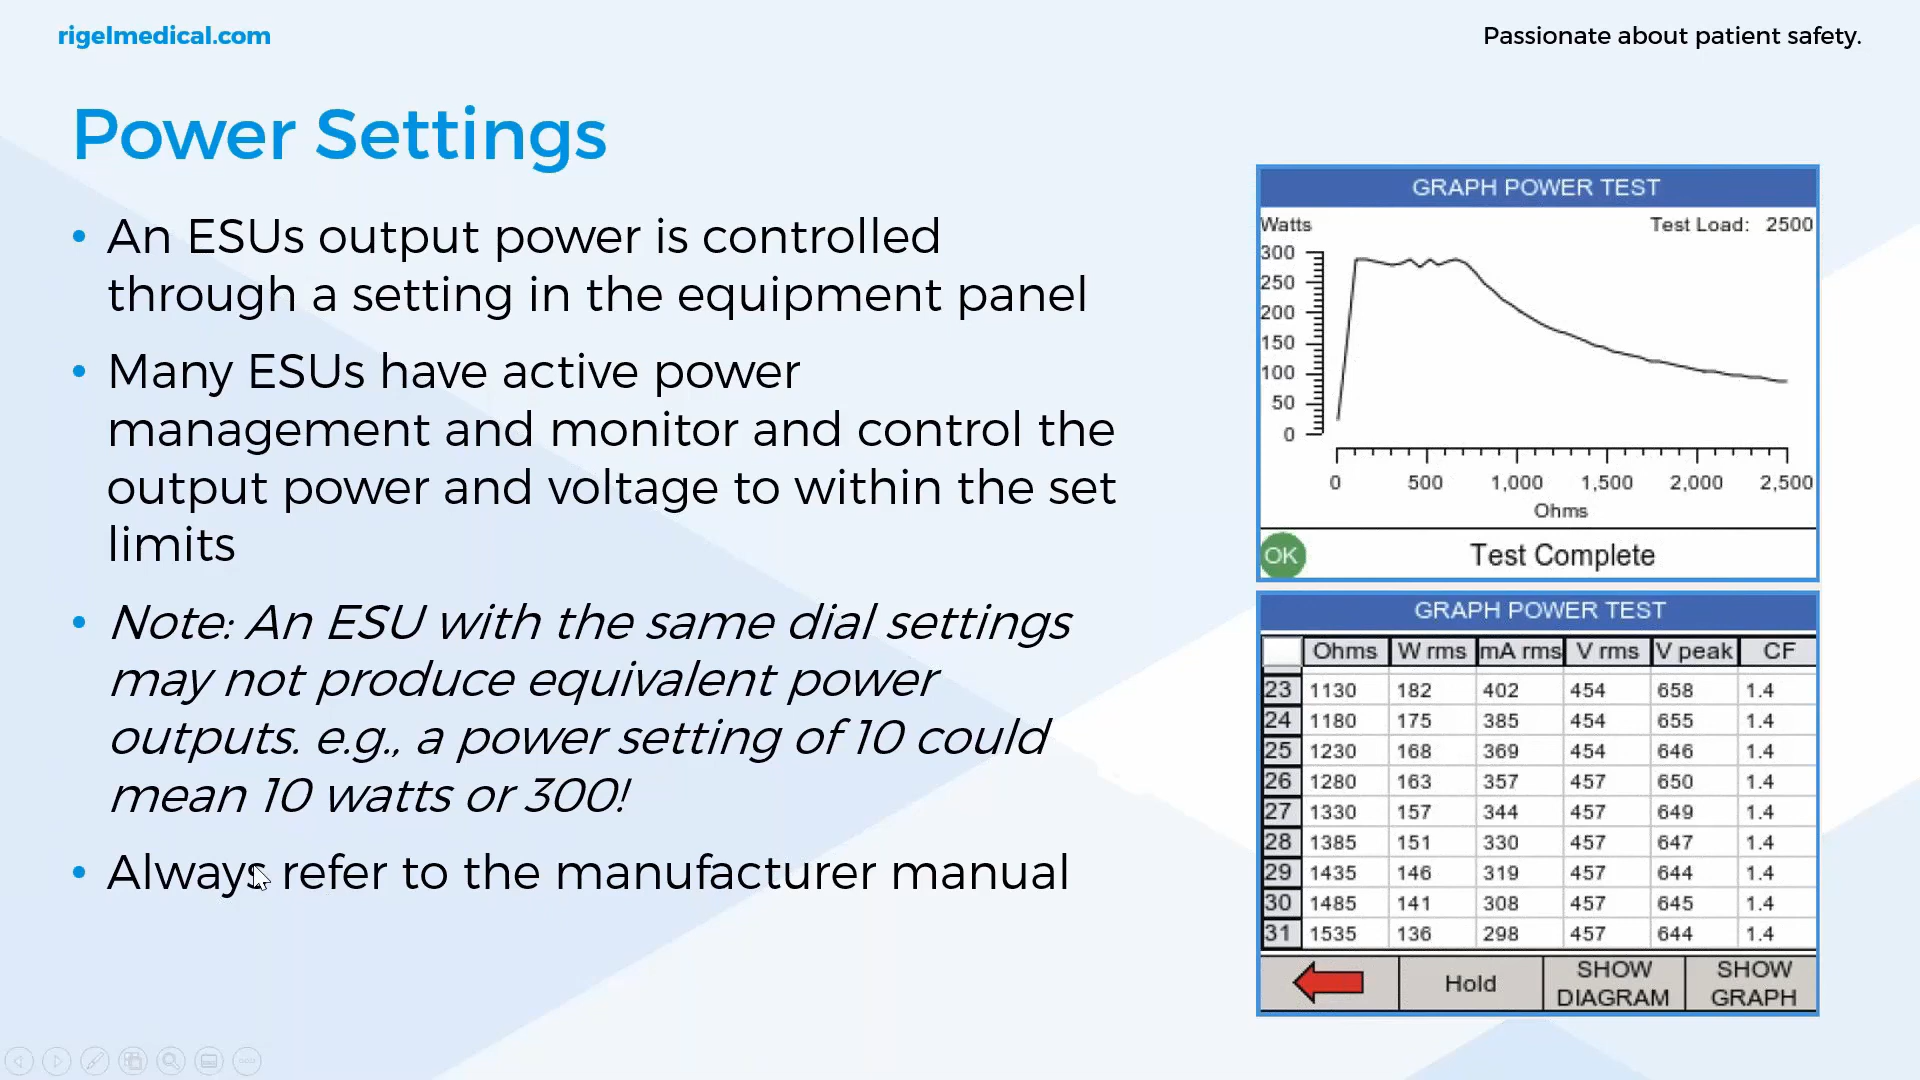 rigelmedical.com
Passionate about patient safety.
Power Settings
• An ESUs output power is controlled
through a setting in the equipment panel
• Many ESUs have active power
management and monitor and control the
output power and voltage to within the set
limits
• Note: An ESU with the same dial settings
may not produce equivalent power
outputs. e.g., a power setting of 10 could
mean 10 watts or 300!
• Always refer to the manufacturer manual
GRAPH POWER TEST
Watts Test Load: 2500
300
250
200
150
100
50
0
0 500 1,000 1,500 2,000 2,500
Ohms
OK Test Complete
GRAPH POWER TEST
Ohms W rms mA rms V rms V peak CF
23 1130 182 402 454 658 1.4
24 1180 175 385 454 655 1.4
25 1230 168 369 454 646 1.4
26 1280 163 357 457 650 1.4
27 1330 157 344 457 649 1.4
28 1385 151 330 457 647 1.4
29 1435 146 319 457 644 1.4
30 1485 141 308 457 645 1.4
31 1535 136 298 457 644 1.4
Hold SHOW DIAGRAM SHOW GRAPH